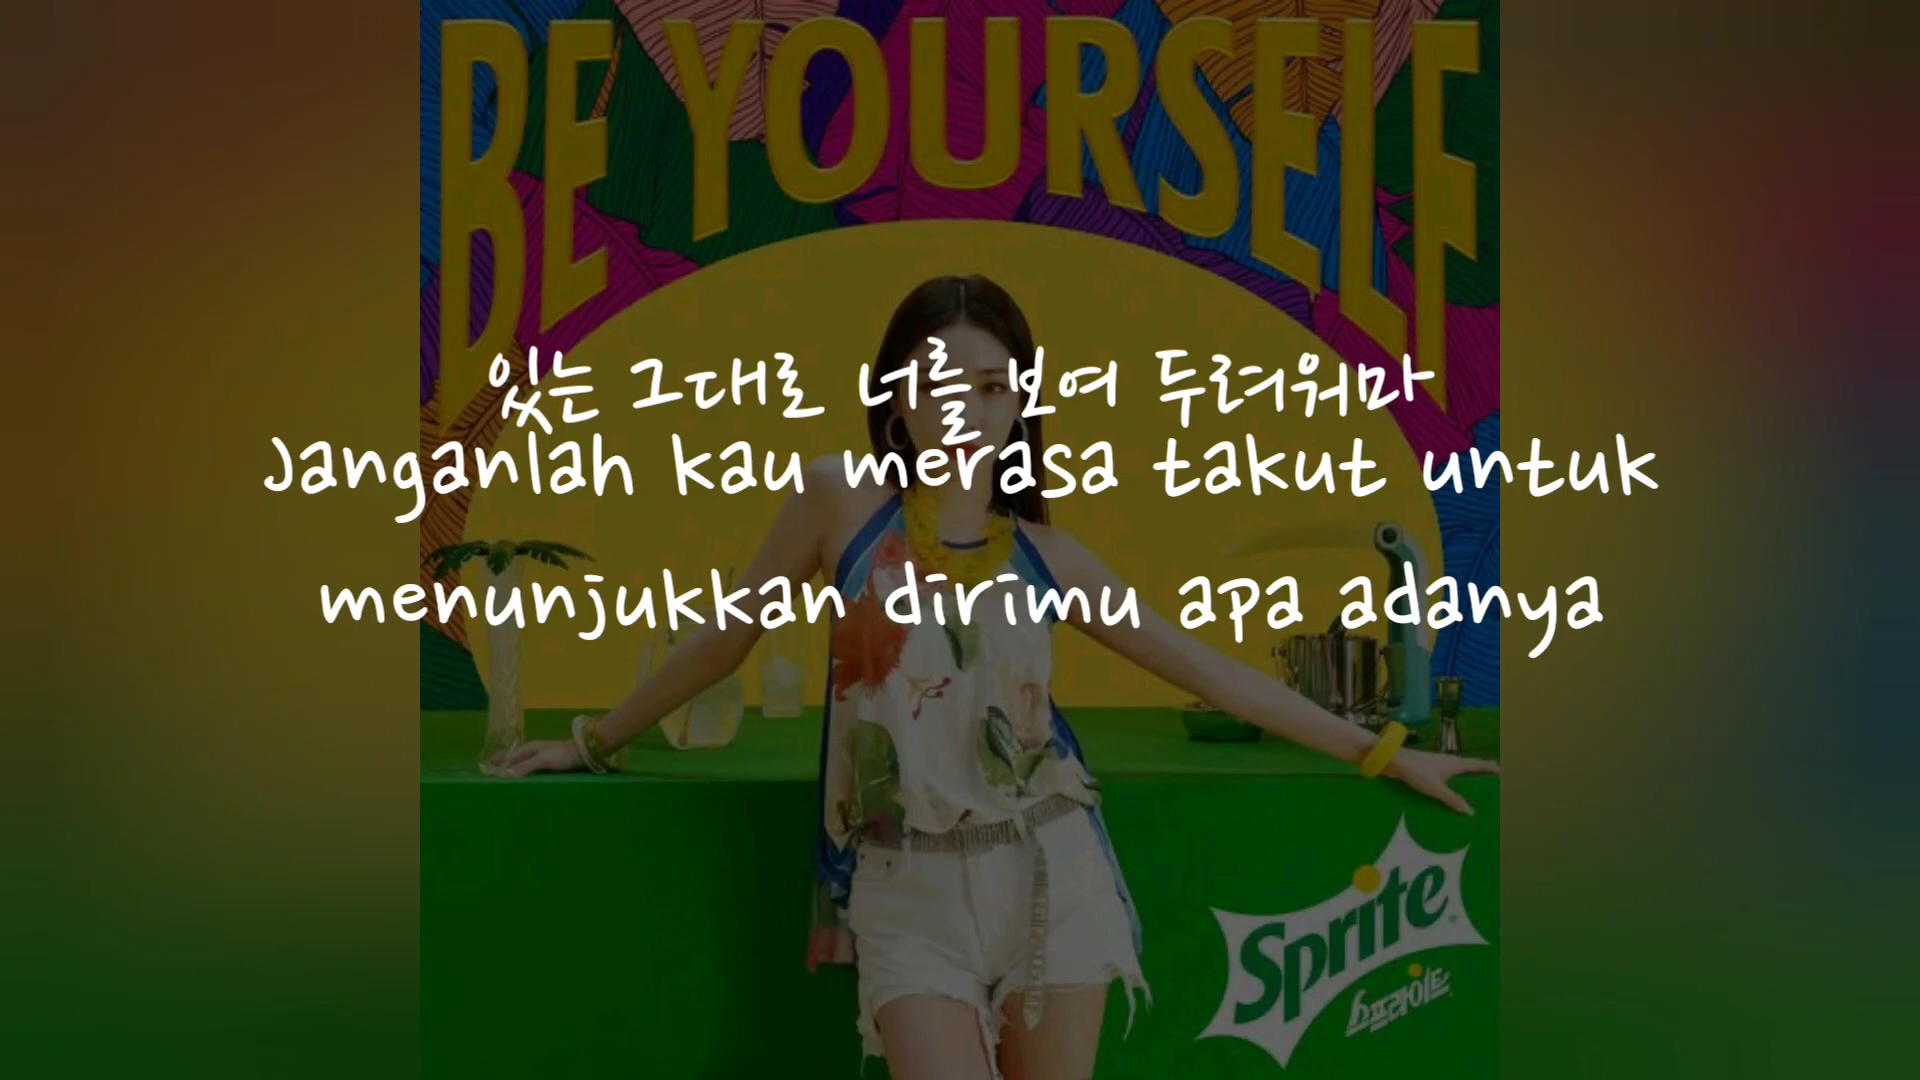 BE YOURSELF
있는 그대로 너를 보여 두려워마
Janganlah kau merasa takut untuk
menunjukkan dirimu apa adanya
Sprite
스프라이트